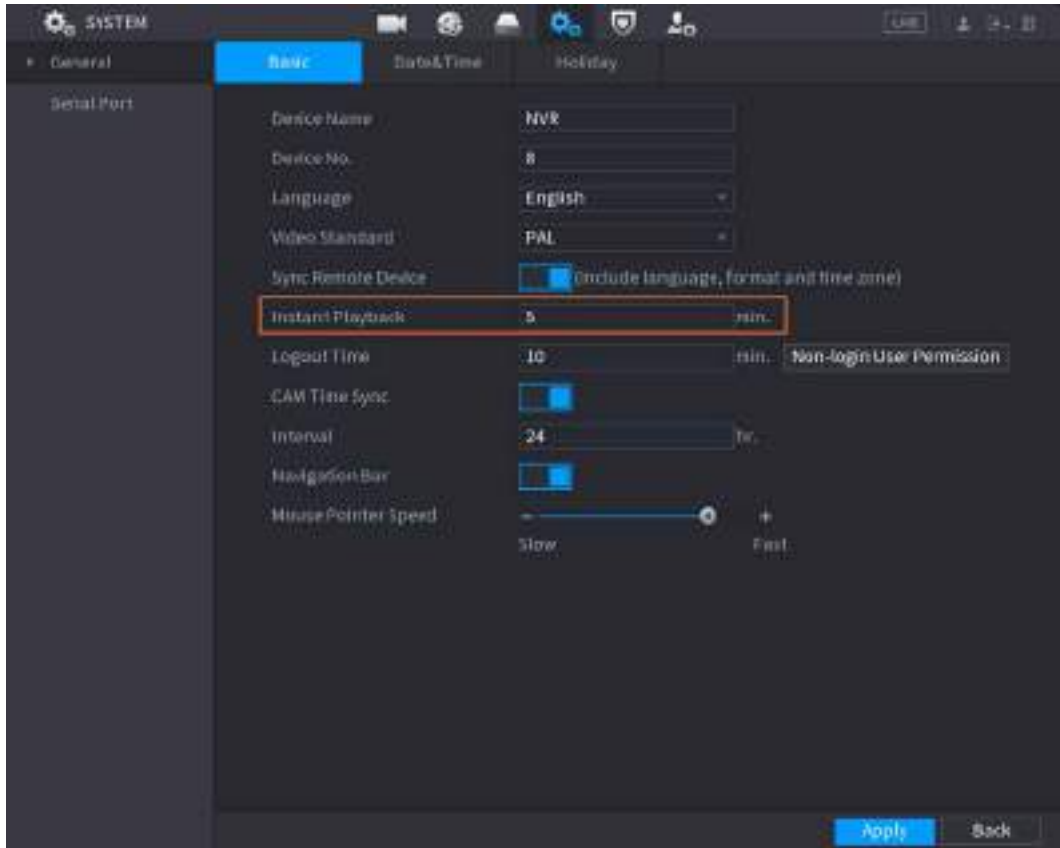 SYSTEM
LIVE
General
Basic
Date&Time
Holiday
Serial Port
Device Name
NVR
Device No.
8
Language
English
Video Standard
PAL
Sync Remote Device
(Include language, format and time zone)
Instant Playback
5
min.
Logout Time
10
min.
Non-login User Permission
CAM Time Sync
Interval
24
hr.
Navigation Bar
Mouse Pointer Speed
-
+
Slow
Fast
Apply
Back